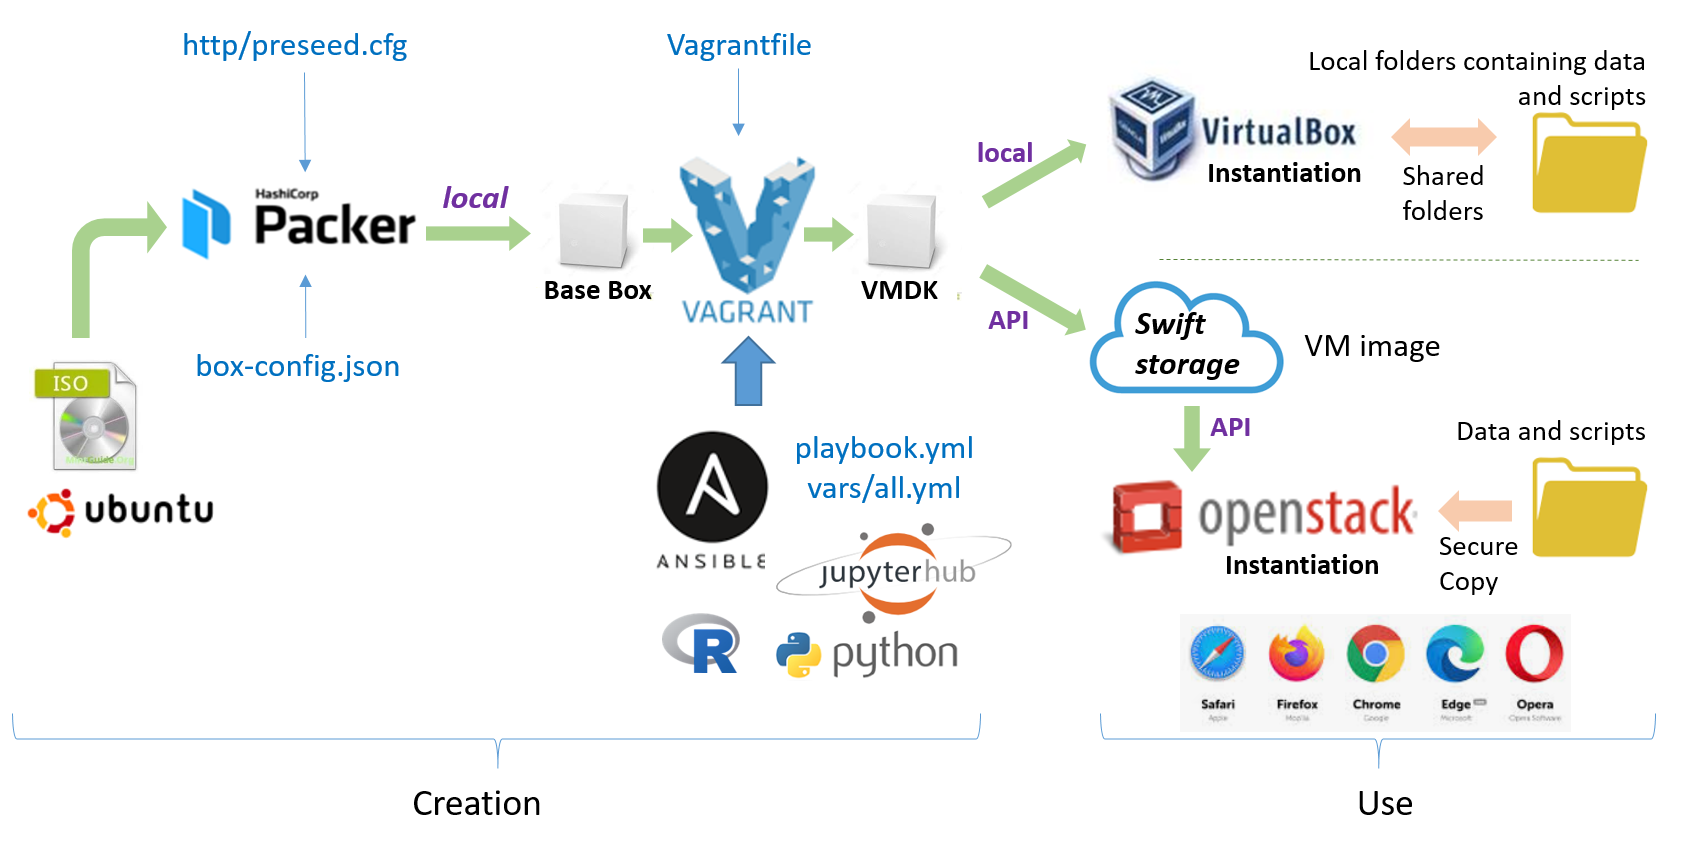 http/preseed.cfg
Vagrantfile
Local folders containing data
and scripts
HashiCorp
Packer
local
Base Box
VAGRANT
VMDK
local
API
VirtualBox
Instantiation
Shared
folders
box-config.json
ISO
ubuntu
Swift
storage
VM image
API
playbook.yml
vars/all.yml
ANSIBLE
jupyterhub
R
python
Data and scripts
openstack
Instantiation
Secure
Copy
Safari
Apple
Firefox
Mozilla
Chrome
Google
Edge
Microsoft
Opera
Opera Software
Creation
Use